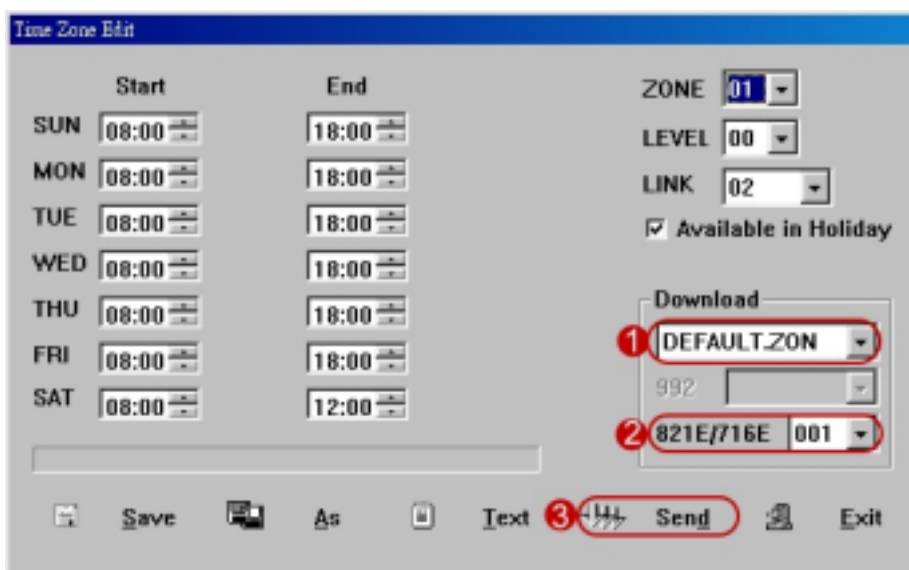 Time Zone Edit
Start End
SUN 08:00 18:00
MON 08:00 18:00
TUE 08:00 18:00
WED 08:00 18:00
THU 08:00 18:00
FRI 08:00 18:00
SAT 08:00 12:00
ZONE 01
LEVEL 00
LINK 02
Available in Holiday
Download
1 DEFAULT.ZON
992
2 821E/716E 001
Save As Text 3 Send Exit